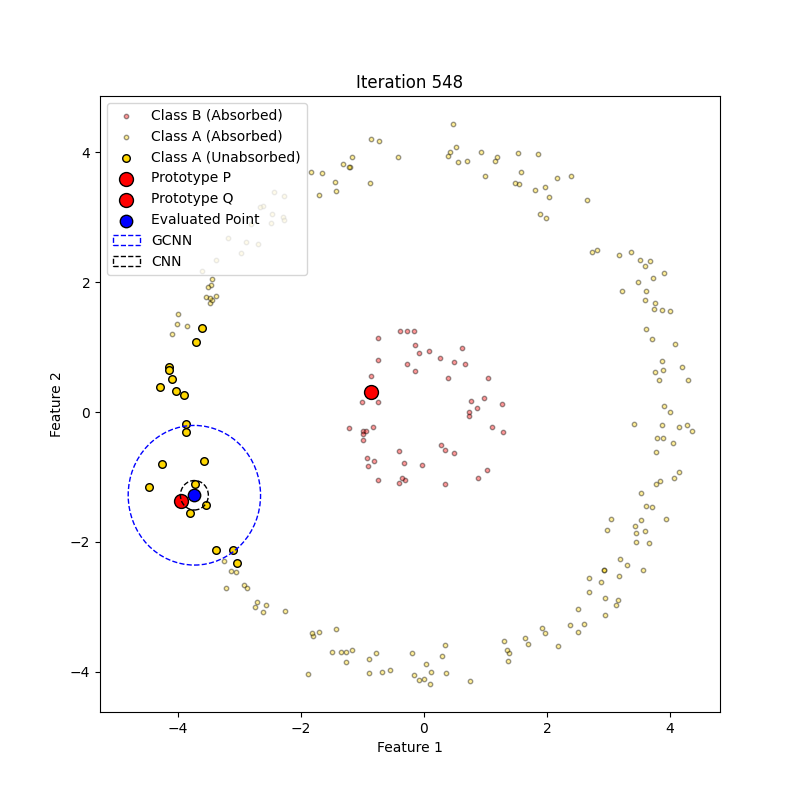 Iteration 548
Class B (Absorbed)
Class A (Absorbed)
Class A (Unabsorbed)
Prototype P
Prototype Q
Evaluated Point
GCNN
CNN
4
2
0
−2
−4
Feature 2
−4 −2 0 2 4
Feature 1